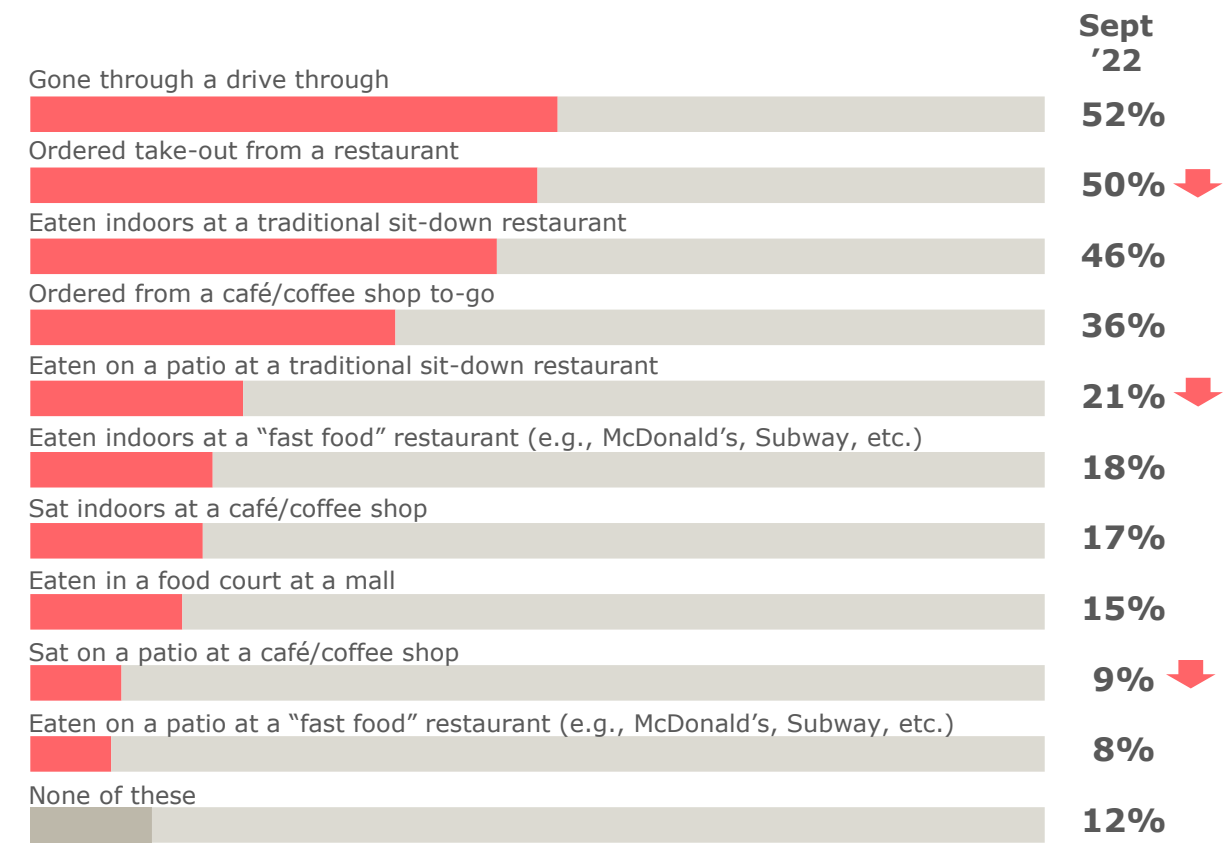 Sept
’22
Gone through a drive through
52%
Ordered take-out from a restaurant
50%
Eaten indoors at a traditional sit-down restaurant
46%
Ordered from a café/coffee shop to-go
36%
Eaten on a patio at a traditional sit-down restaurant
21%
Eaten indoors at a “fast food” restaurant (e.g., McDonald’s, Subway, etc.)
18%
Sat indoors at a café/coffee shop
17%
Eaten in a food court at a mall
15%
Sat on a patio at a café/coffee shop
9%
Eaten on a patio at a “fast food” restaurant (e.g., McDonald’s, Subway, etc.)
8%
None of these
12%